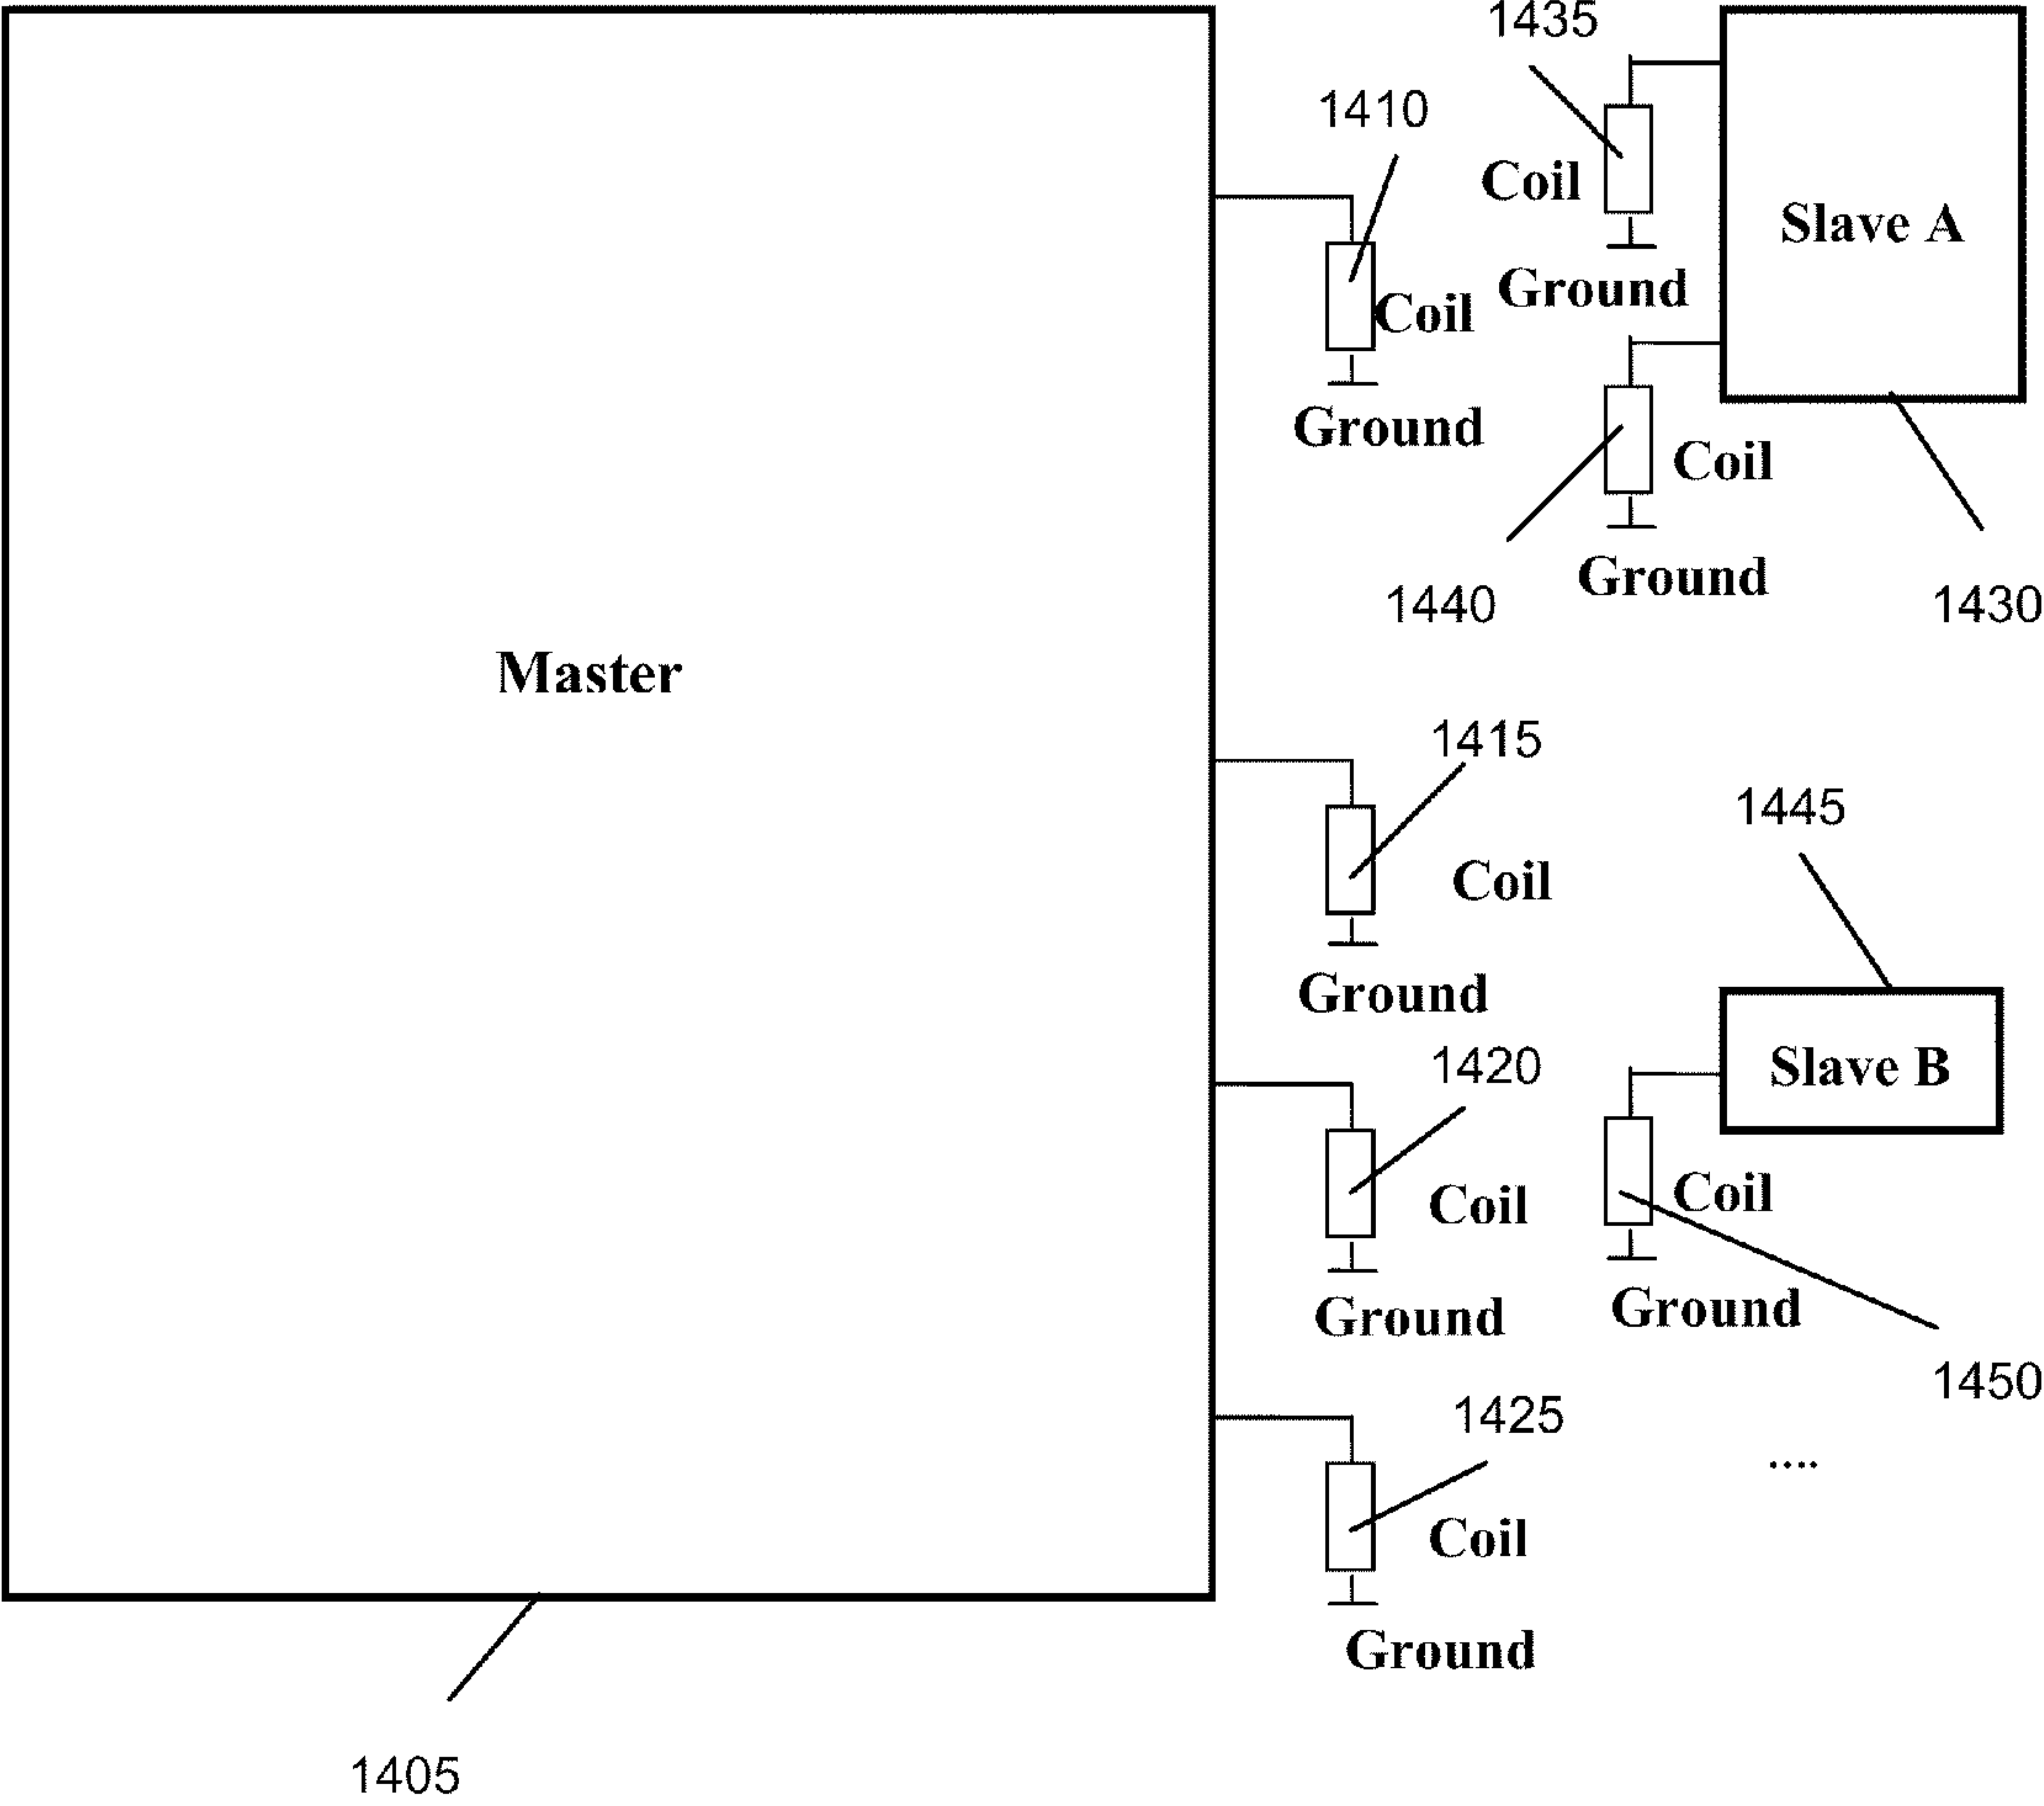 1435
1410
Coil
Slave A
Ground
Coil
Ground
Coil
Ground
1440
1430
Master
1415
1445
Coil
Ground
1420
Slave B
Coil
Coil
Ground
Ground
1450
1425
....
Coil
Ground
1405